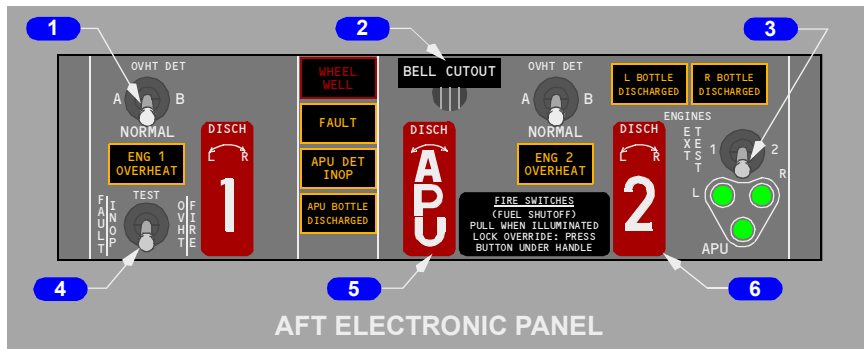 1
2
3
OVHT DET
A B
NORMAL
ENG 1
OVERHEAT
TEST
FAULT
INOP
OVHT
FIRE
DISCH
L R
1
WHEEL
WELL
FAULT
APU DET
INOP
APU BOTTLE
DISCHARGED
BELL CUTOUT
DISCH
APU
OVHT DET
A B
NORMAL
ENG 2
OVERHEAT
FIRE SWITCHES
(FUEL SHUTOFF)
PULL WHEN ILLUMINATED
LOCK OVERRIDE: PRESS
BUTTON UNDER HANDLE
L BOTTLE
DISCHARGED
R BOTTLE
DISCHARGED
DISCH
L R
2
ENGINES
EXT
TEST
1 2
L R
APU
4
5
6
AFT ELECTRONIC PANEL